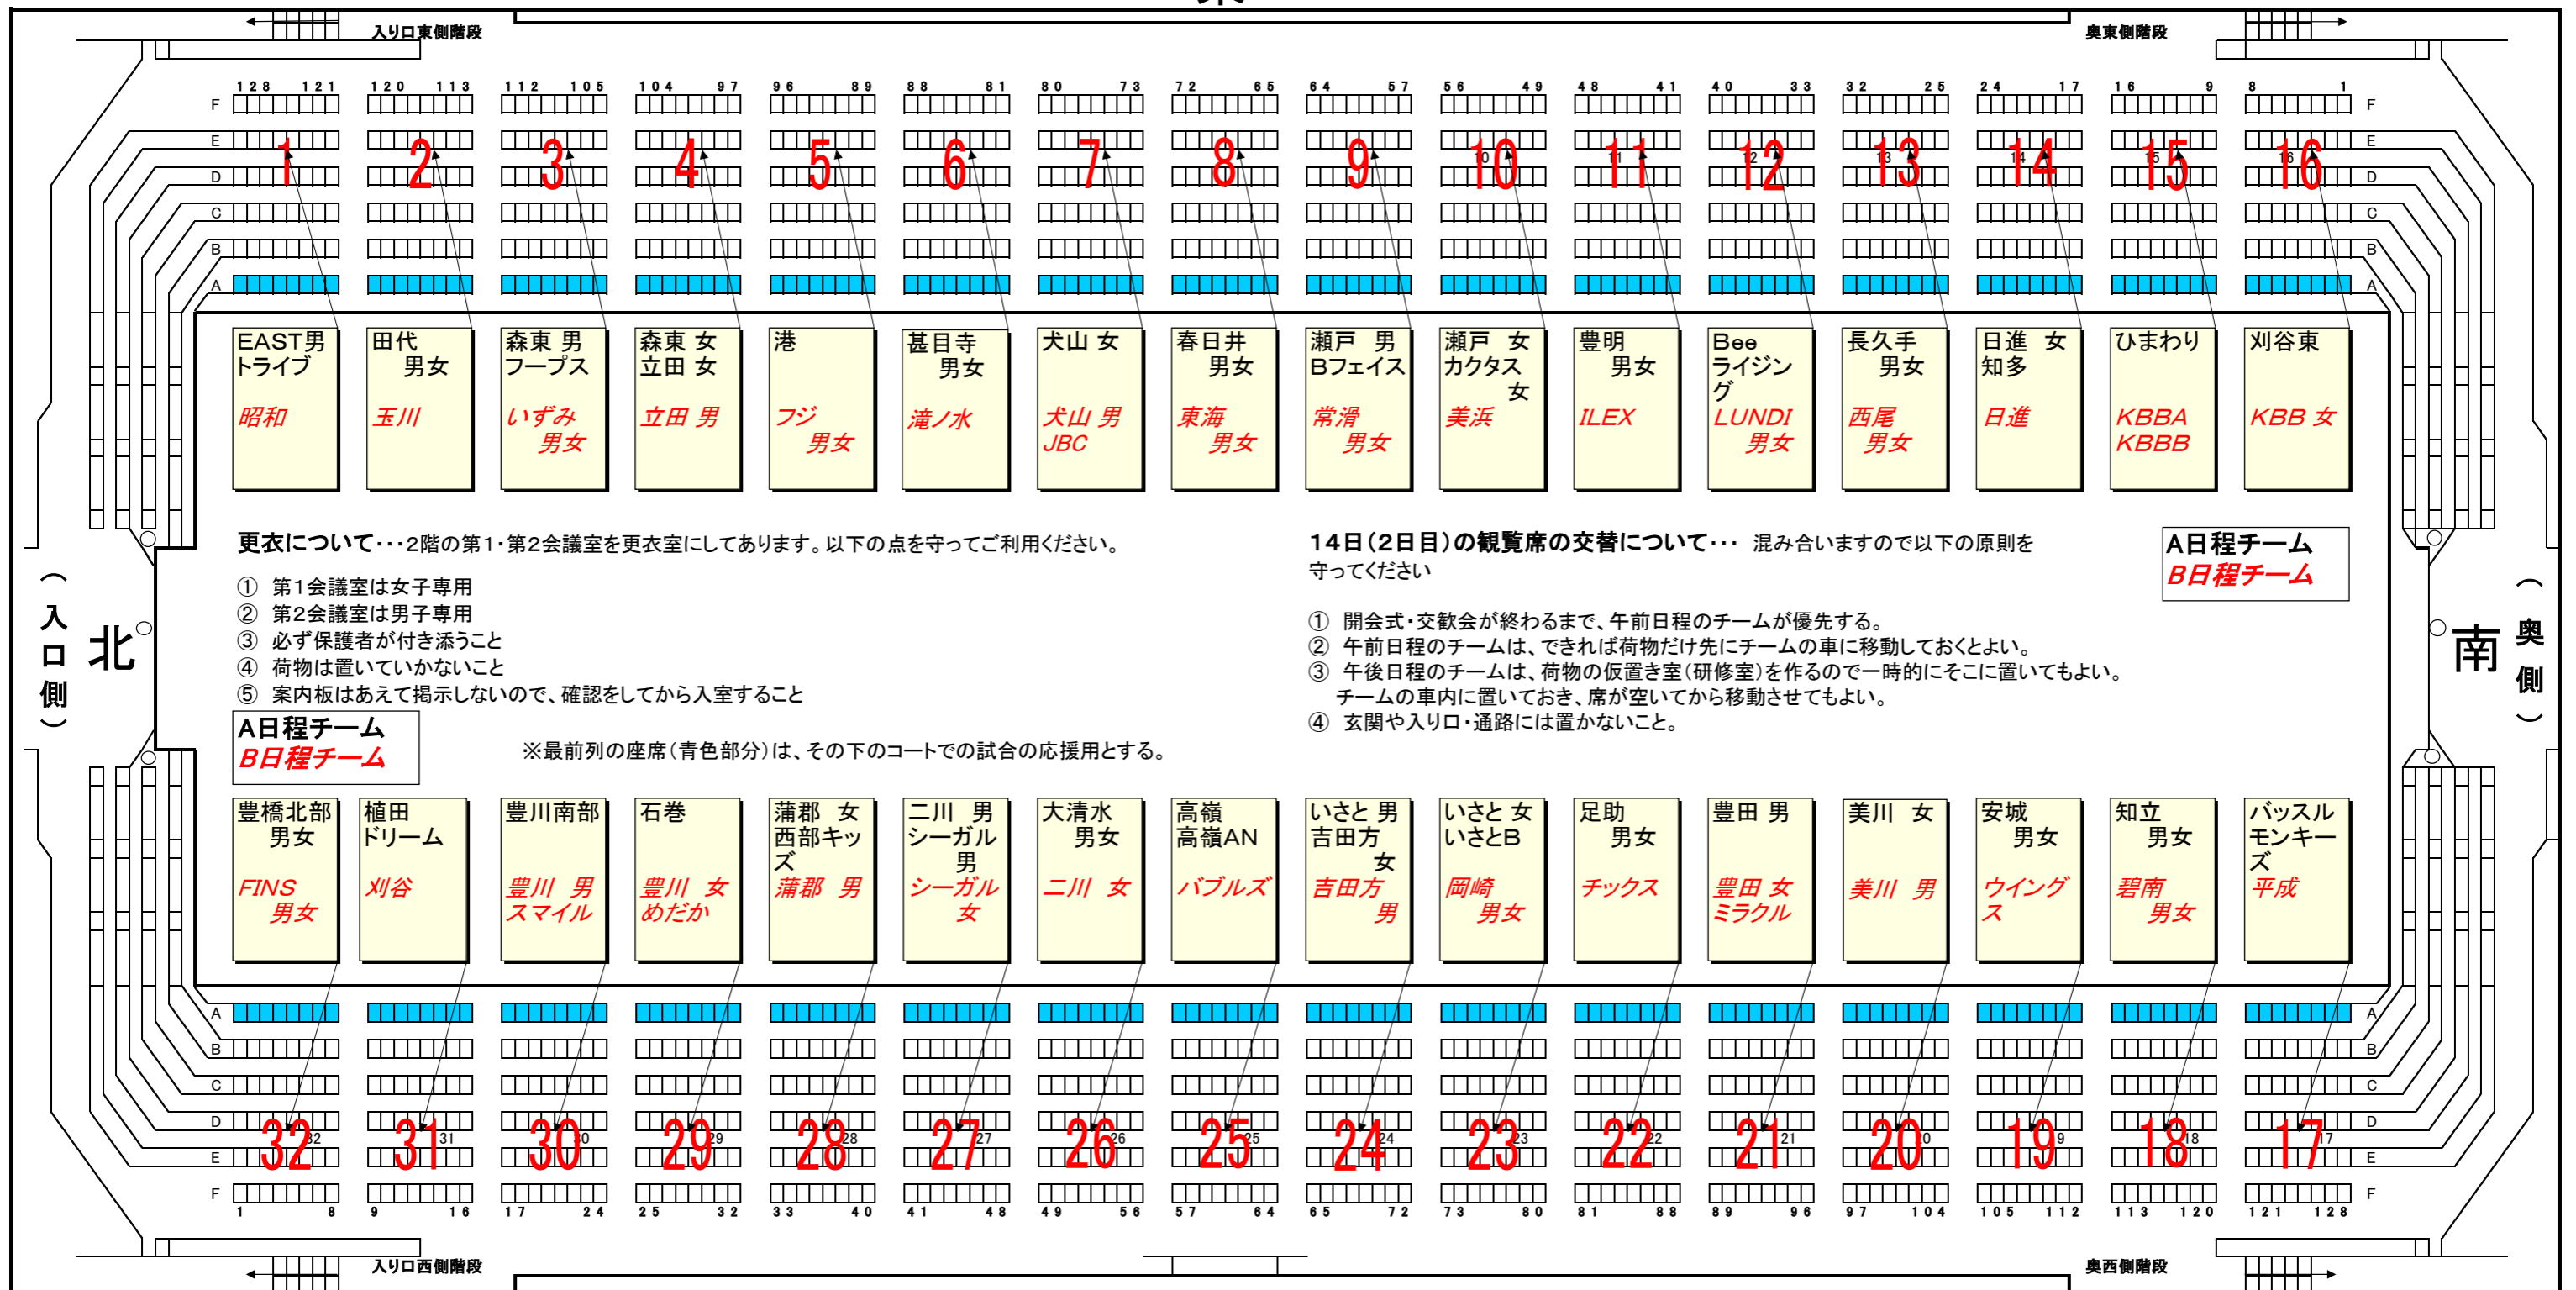 入り口東側階段
奥東側階段
128 121 120 113 112 105 104 97 96 89 88 81 80 73 72 65 64 57 56 49 48 41 40 33 32 25 24 17 16 9 8 1
F F
E E
D D
C C
B B
A A
1 2 3 4 5 6 7 8 9 10 11 12 13 14 15 16
10 11 12 13 14 15 16
EAST男
トライブ
昭和
田代
男女
玉川
森東 男
フープス
いずみ
男女
森東 女
立田 女
立田 男
港
フジ
男女
甚目寺
男女
滝ノ水
犬山 女
犬山 男
JBC
春日井
男女
東海
男女
瀬戸 男
Bフェイス
常滑
男女
瀬戸 女
カクタス
女
美浜
豊明
男女
ILEX
Bee
ライジン
グ
LUNDI
男女
長久手
男女
西尾
男女
日進 女
知多
日進
ひまわり
KBBA
KBBB
刈谷東
KBB 女
更衣について･･･2階の第1・第2会議室を更衣室にしてあります。以下の点を守ってご利用ください。
① 第1会議室は女子専用
② 第2会議室は男子専用
③ 必ず保護者が付き添うこと
④ 荷物は置いていかないこと
⑤ 案内板はあえて掲示しないので、確認をしてから入室すること
14日(2日目)の観覧席の交替について･･･ 混み合いますので以下の原則を
守ってください
① 開会式・交歓会が終わるまで、午前日程のチームが優先する。
② 午前日程のチームは、できれば荷物だけ先にチームの車に移動しておくとよい。
③ 午後日程のチームは、荷物の仮置き室(研修室)を作るので一時的にそこに置いてもよい。
チームの車内に置いておき、席が空いてから移動させてもよい。
④ 玄関や入り口・通路には置かないこと。
A日程チーム
B日程チーム
(入口側)
北
南
(奥側)
A日程チーム
B日程チーム
※最前列の座席(青色部分)は、その下のコートでの試合の応援用とする。
豊橋北部
男女
FINS
男女
植田
ドリーム
刈谷
豊川南部
豊川 男
スマイル
石巻
豊川 女
めだか
蒲郡 女
西部キッ
ズ
蒲郡 男
二川 男
シーガル
男
シーガル
女
大清水
男女
二川 女
高嶺
高嶺AN
バブルズ
いさと 男
吉田方
女
吉田方
男
いさと 女
いさとB
岡崎
男女
足助
男女
チックス
豊田 男
豊田 女
ミラクル
美川 女
美川 男
安城
男女
ウイング
ス
知立
男女
碧南
男女
バッスル
モンキー
ズ
平成
A A
B B
C C
D D
E E
F F
32 31 30 29 28 27 26 25 24 23 22 21 20 19 18 17
32 31 30 29 28 27 26 25 24 23 22 21 20 19 18 17
1 8 9 16 17 24 25 32 33 40 41 48 49 56 57 64 65 72 73 80 81 88 89 96 97 104 105 112 113 120 121 128
入り口西側階段
奥西側階段